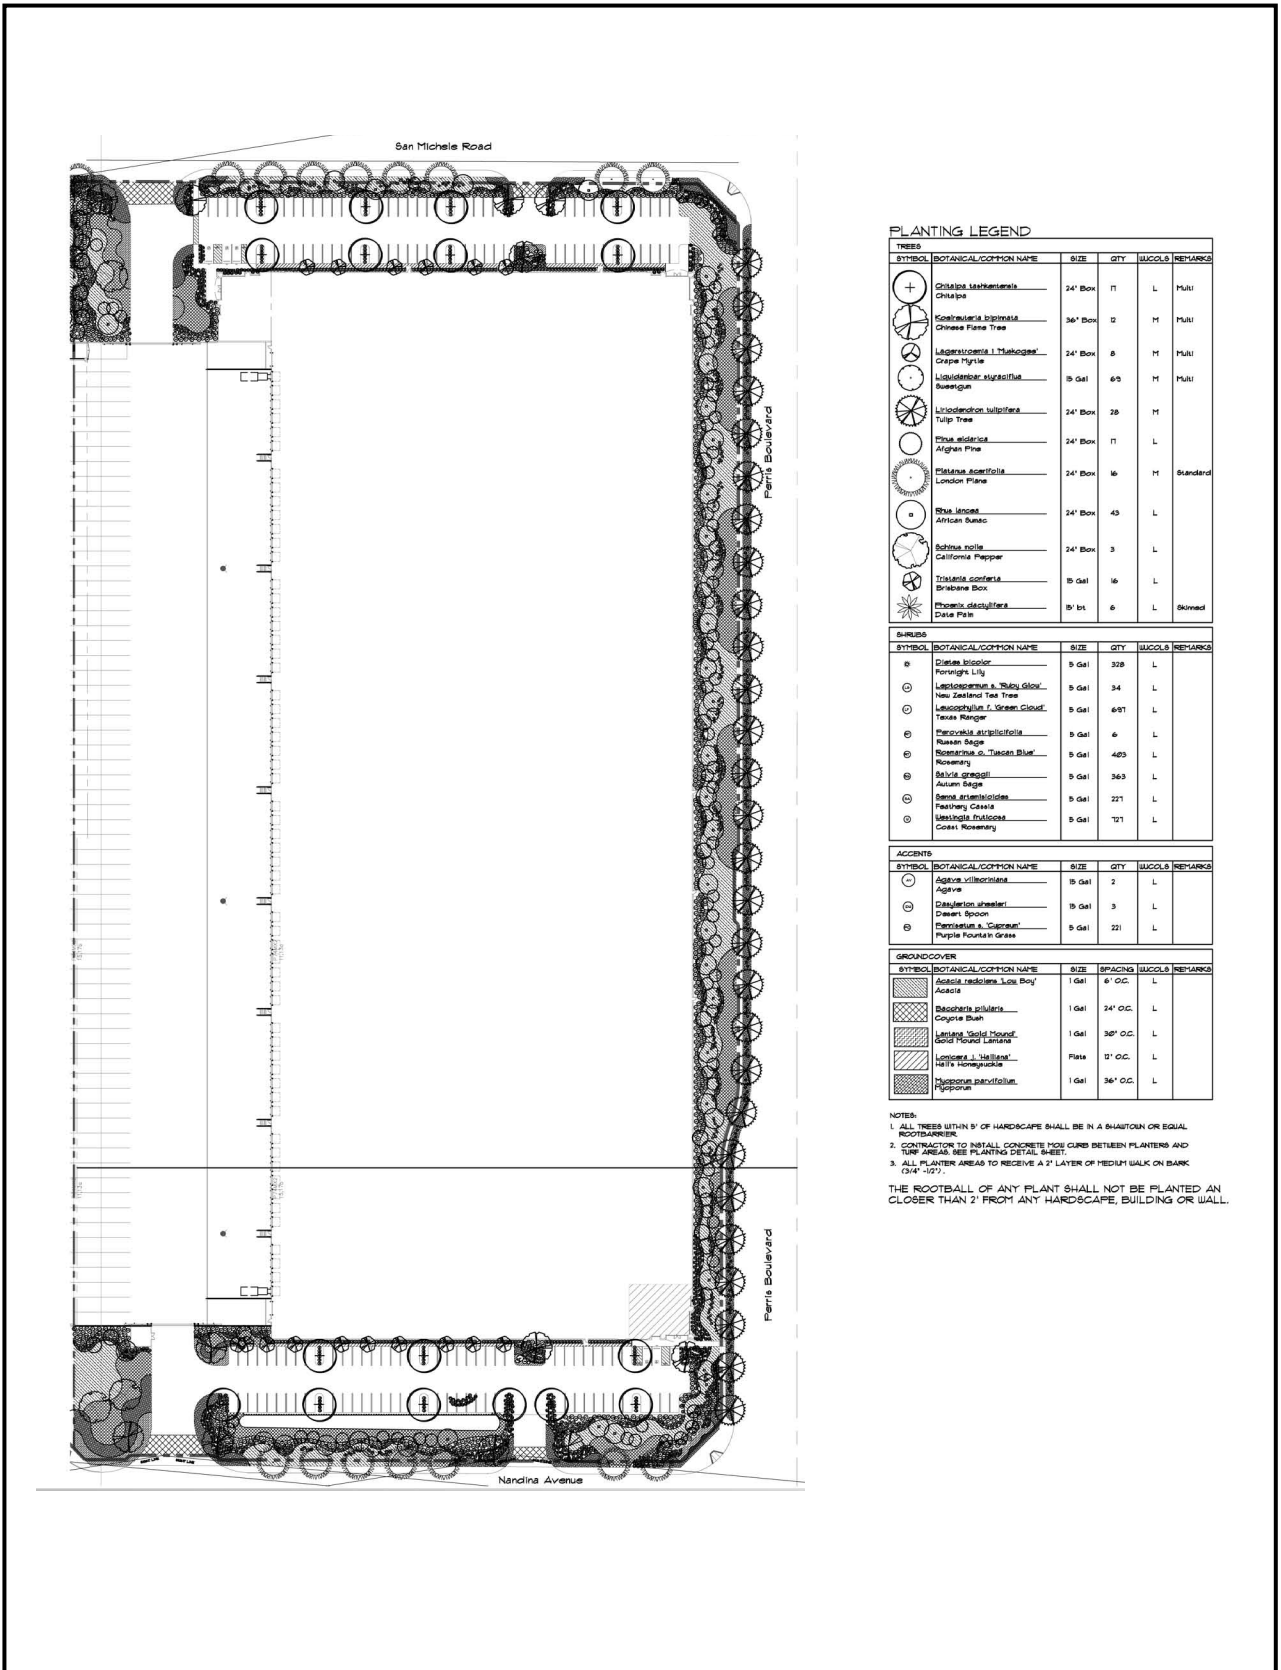 San Michele Road
Perris Boulevard
Perris Boulevard
Nandina Avenue
PLANTING LEGEND
TREES
SYMBOL BOTANICAL/COMMON NAME SIZE QTY WUCOLS REMARKS
Chitalpa tashkentensis
Chitalpa 24" Box 17 L Multi
Koelreuteria bipinnata
Chinese Flame Tree 36" Box 12 M Multi
Lagerstroemia i 'Muskogee'
Crape Myrtle 24" Box 8 M Multi
Liquidambar styraciflua
Sweetgum 15 Gal 69 M Multi
Liriodendron tulipifera
Tulip Tree 24" Box 28 M
Pinus eldarica
Afghan Pine 24" Box 17 L
Platanus acerifolia
London Plane 24" Box 16 M Standard
Rhus lancea
African Sumac 24" Box 43 L
Schinus molle
California Pepper 24" Box 3 L
Tristania conferta
Brisbane Box 15 Gal 16 L
Phoenix dactylifera
Date Palm 15' bt 6 L Skinned
SHRUBS
SYMBOL BOTANICAL/COMMON NAME SIZE QTY WUCOLS REMARKS
Dietes bicolor
Fortnight Lily 5 Gal 328 L
Leptospermum s. 'Ruby Glow'
New Zealand Tea Tree 5 Gal 34 L
Leucophyllum f. 'Green Cloud'
Texas Ranger 5 Gal 697 L
Perovskia atriplicifolia
Russan Sage 5 Gal 6 L
Rosmarinus o. 'Tuscan Blue'
Rosemary 5 Gal 403 L
Salvia greggii
Autumn Sage 5 Gal 363 L
Senna artemisioides
Feathery Cassia 5 Gal 227 L
Westingia fruticosa
Coast Rosemary 5 Gal 727 L
ACCENTS
SYMBOL BOTANICAL/COMMON NAME SIZE QTY WUCOLS REMARKS
Agave vilmoriniana
Agave 15 Gal 2 L
Dasylerion wheeleri
Desert Spoon 15 Gal 3 L
Pennisetum s. 'Cupreum'
Purple Fountain Grass 5 Gal 221 L
GROUNDCOVER
SYMBOL BOTANICAL/COMMON NAME SIZE SPACING WUCOLS REMARKS
Acacia redolens 'Low Boy'
Acacia 1 Gal 6' O.C. L
Baccharis pilularis
Coyote Bush 1 Gal 24" O.C. L
Lantana 'Gold Mound'
Gold Mound Lantana 1 Gal 30" O.C. L
Lonicera j. 'Halliana'
Hall's Honeysuckle Flats 12" O.C. L
Myoporum parvifolium
Myoporum 1 Gal 36" O.C. L
NOTES:
1. ALL TREES WITHIN 5' OF HARDSCAPE SHALL BE IN A SHAWTOWN OR EQUAL
ROOTBARRIER.
2. CONTRACTOR TO INSTALL CONCRETE MOW CURB BETWEEN PLANTERS AND
TURF AREAS. SEE PLANTING DETAIL SHEET.
3. ALL PLANTER AREAS TO RECEIVE A 2" LAYER OF MEDIUM WALK ON BARK
(3/4" -1/2").
THE ROOTBALL OF ANY PLANT SHALL NOT BE PLANTED AN
CLOSER THAN 2' FROM ANY HARDSCAPE, BUILDING OR WALL.